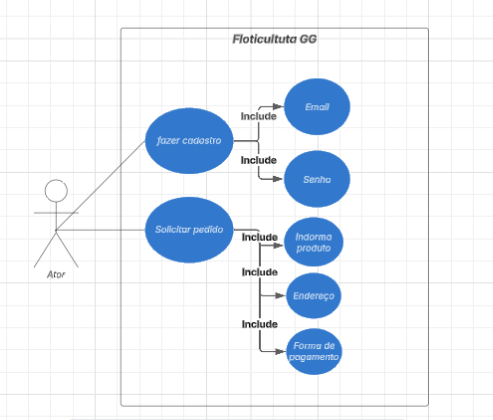 Floticultuta GG
Email
Include
fazer cadastro
Include
Senha
Solicitar pedido
Include
Indorma
produto
Include
Endereço
Include
Forma de
pagamento
Ator